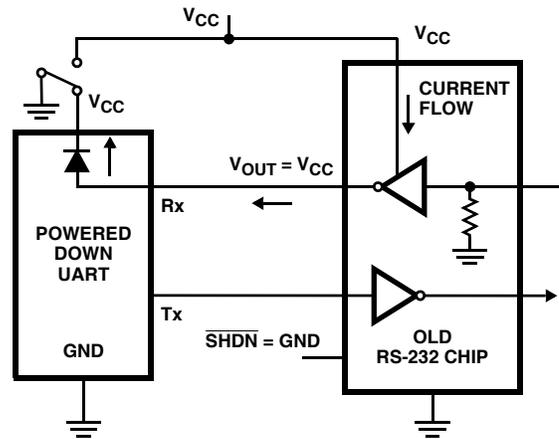 VCC
VCC
CURRENT
FLOW
VCC
VOUT = VCC
Rx
POWERED
DOWN
UART
Tx
GND
SHDN = GND
OLD
RS-232 CHIP